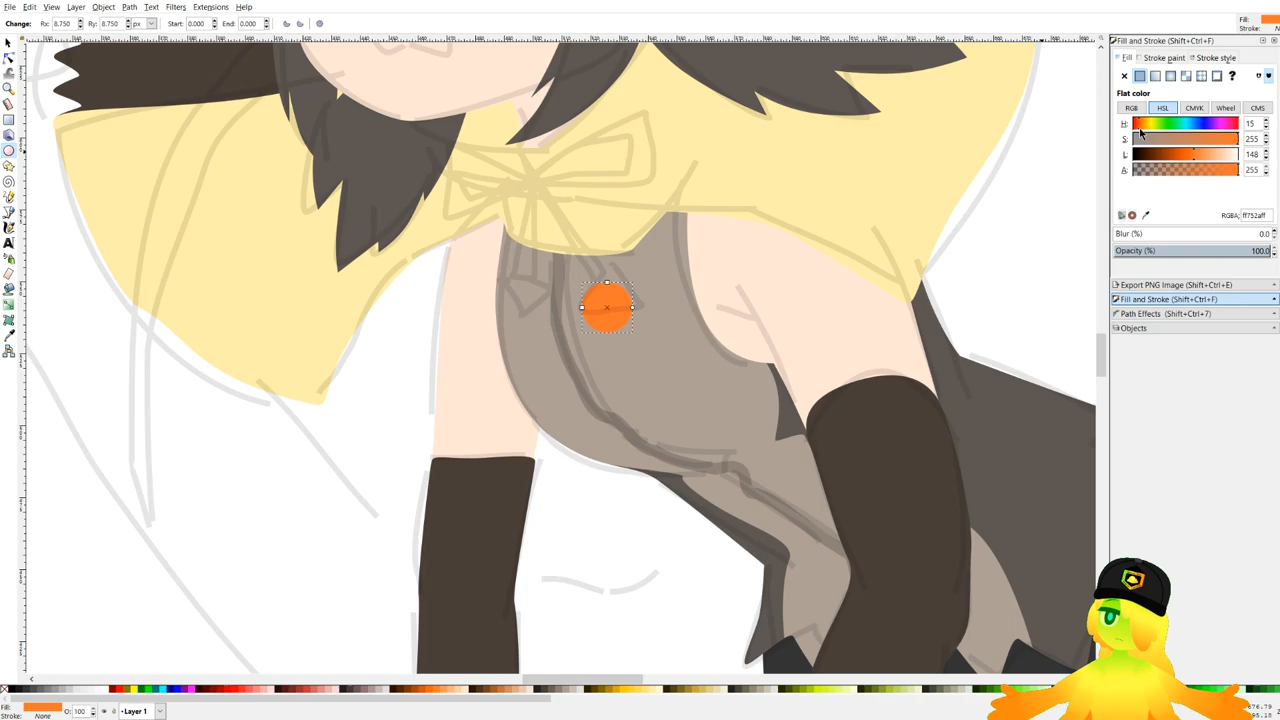 File Edit View Layer Object Path Text Filters Extensions Help
Change: Rx: 8.750 Ry: 8.750 px Start: 0.000 End: 0.000
Fill:
Stroke:
Fill and Stroke (Shift+Ctrl+F)
Fill Stroke paint Stroke style
?
Flat color
RGB HSL CMYK Wheel CMS
H: 15
S: 255
L: 148
A: 255
RGBA: ff752aff
Blur (%) 0.0
Opacity (%) 100.0
Export PNG Image (Shift+Ctrl+E)
Fill and Stroke (Shift+Ctrl+F)
Path Effects (Shift+Ctrl+7)
Objects
Fill:
Stroke: None
O: 100
Layer 1